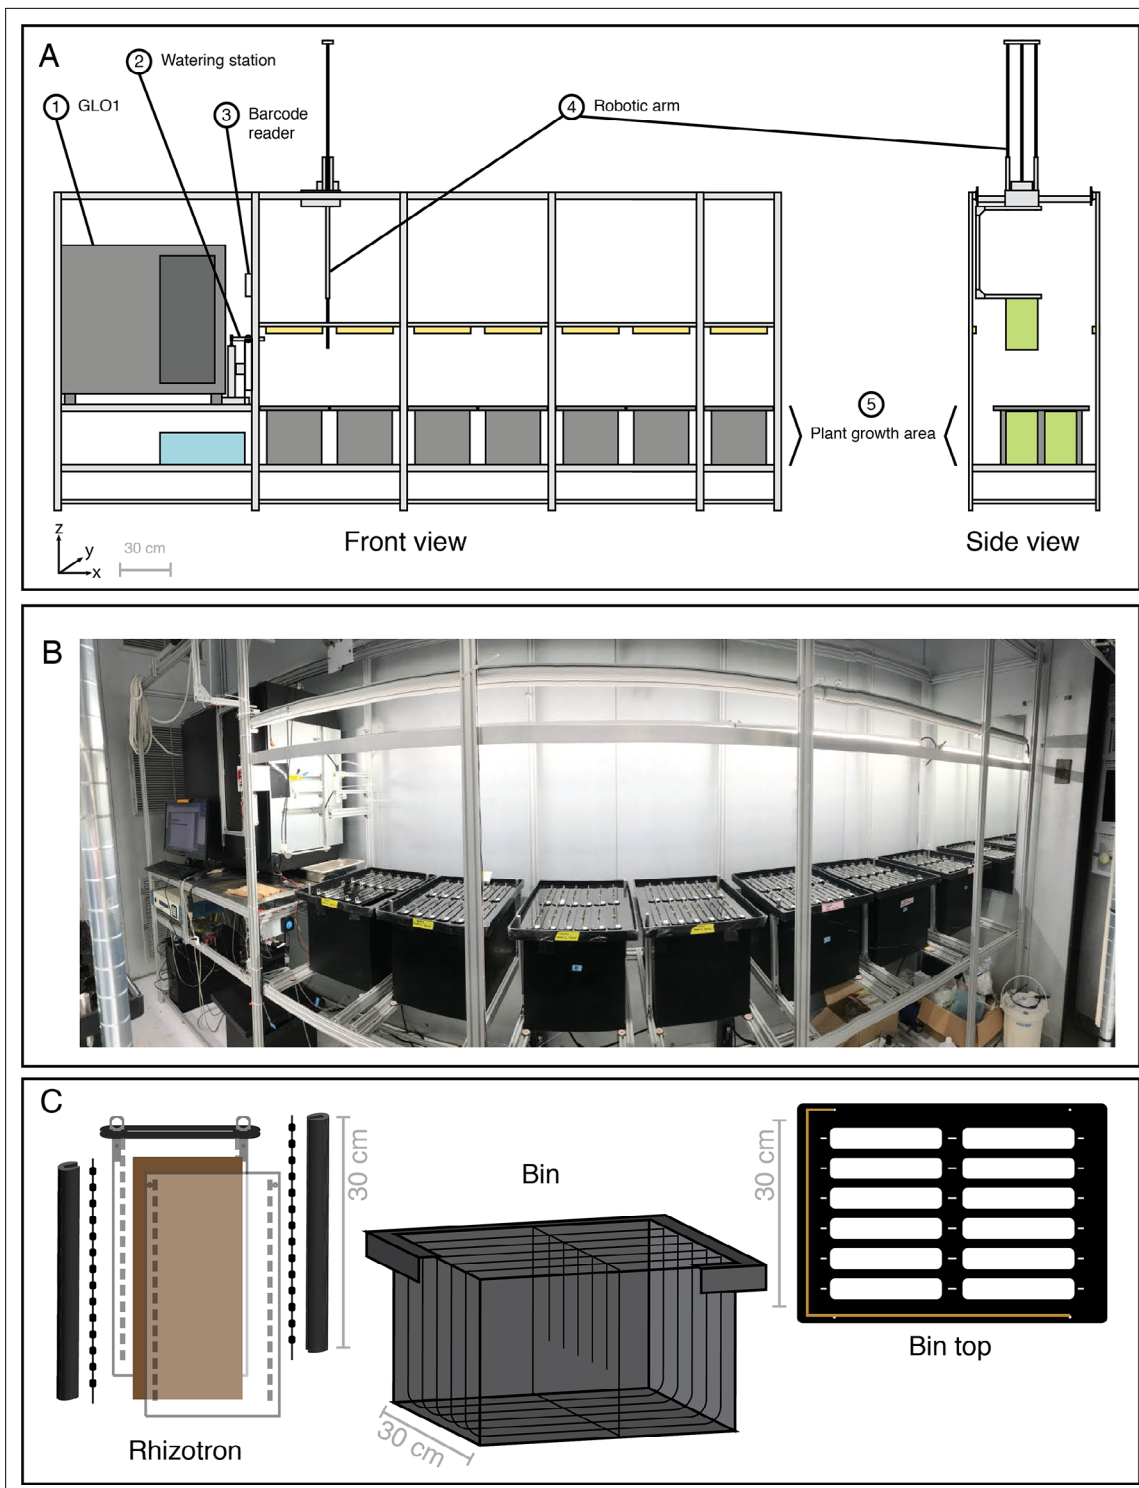 A
② Watering station
① GLO1
③ Barcode
reader
④ Robotic arm
⑤
Plant growth area
z
y
x
30 cm
Front view
Side view
B
C
30 cm
Rhizotron
Bin
30 cm
30 cm
Bin top